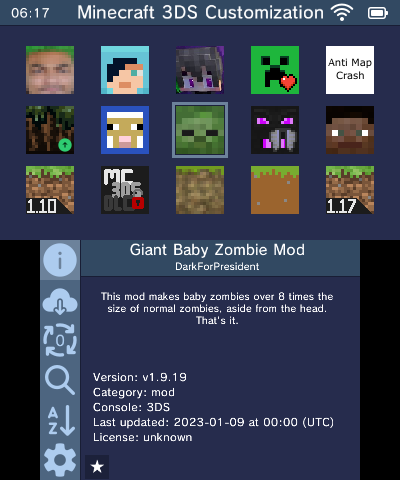 06:17
Minecraft 3DS Customization
Anti Map
Crash
1.10
MC
3DS
DLC
1.17
Giant Baby Zombie Mod
DarkForPresident
This mod makes baby zombies over 8 times the
size of normal zombies, aside from the head.
That's it.
0
A
Z
Version: v1.9.19
Category: mod
Console: 3DS
Last updated: 2023-01-09 at 00:00 (UTC)
License: unknown